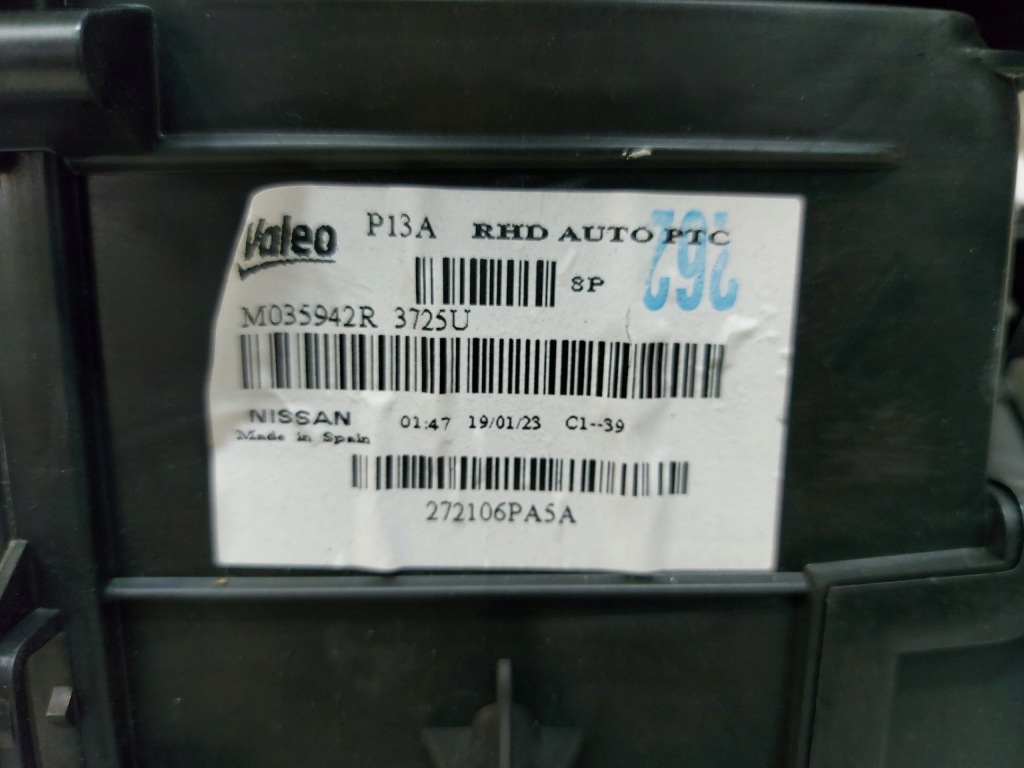 Valeo P13A RHD AUTO PTC
262
8P
M035942R 3725U
NISSAN 01:47 19/01/23 C1--39
Made in Spain
272106PA5A